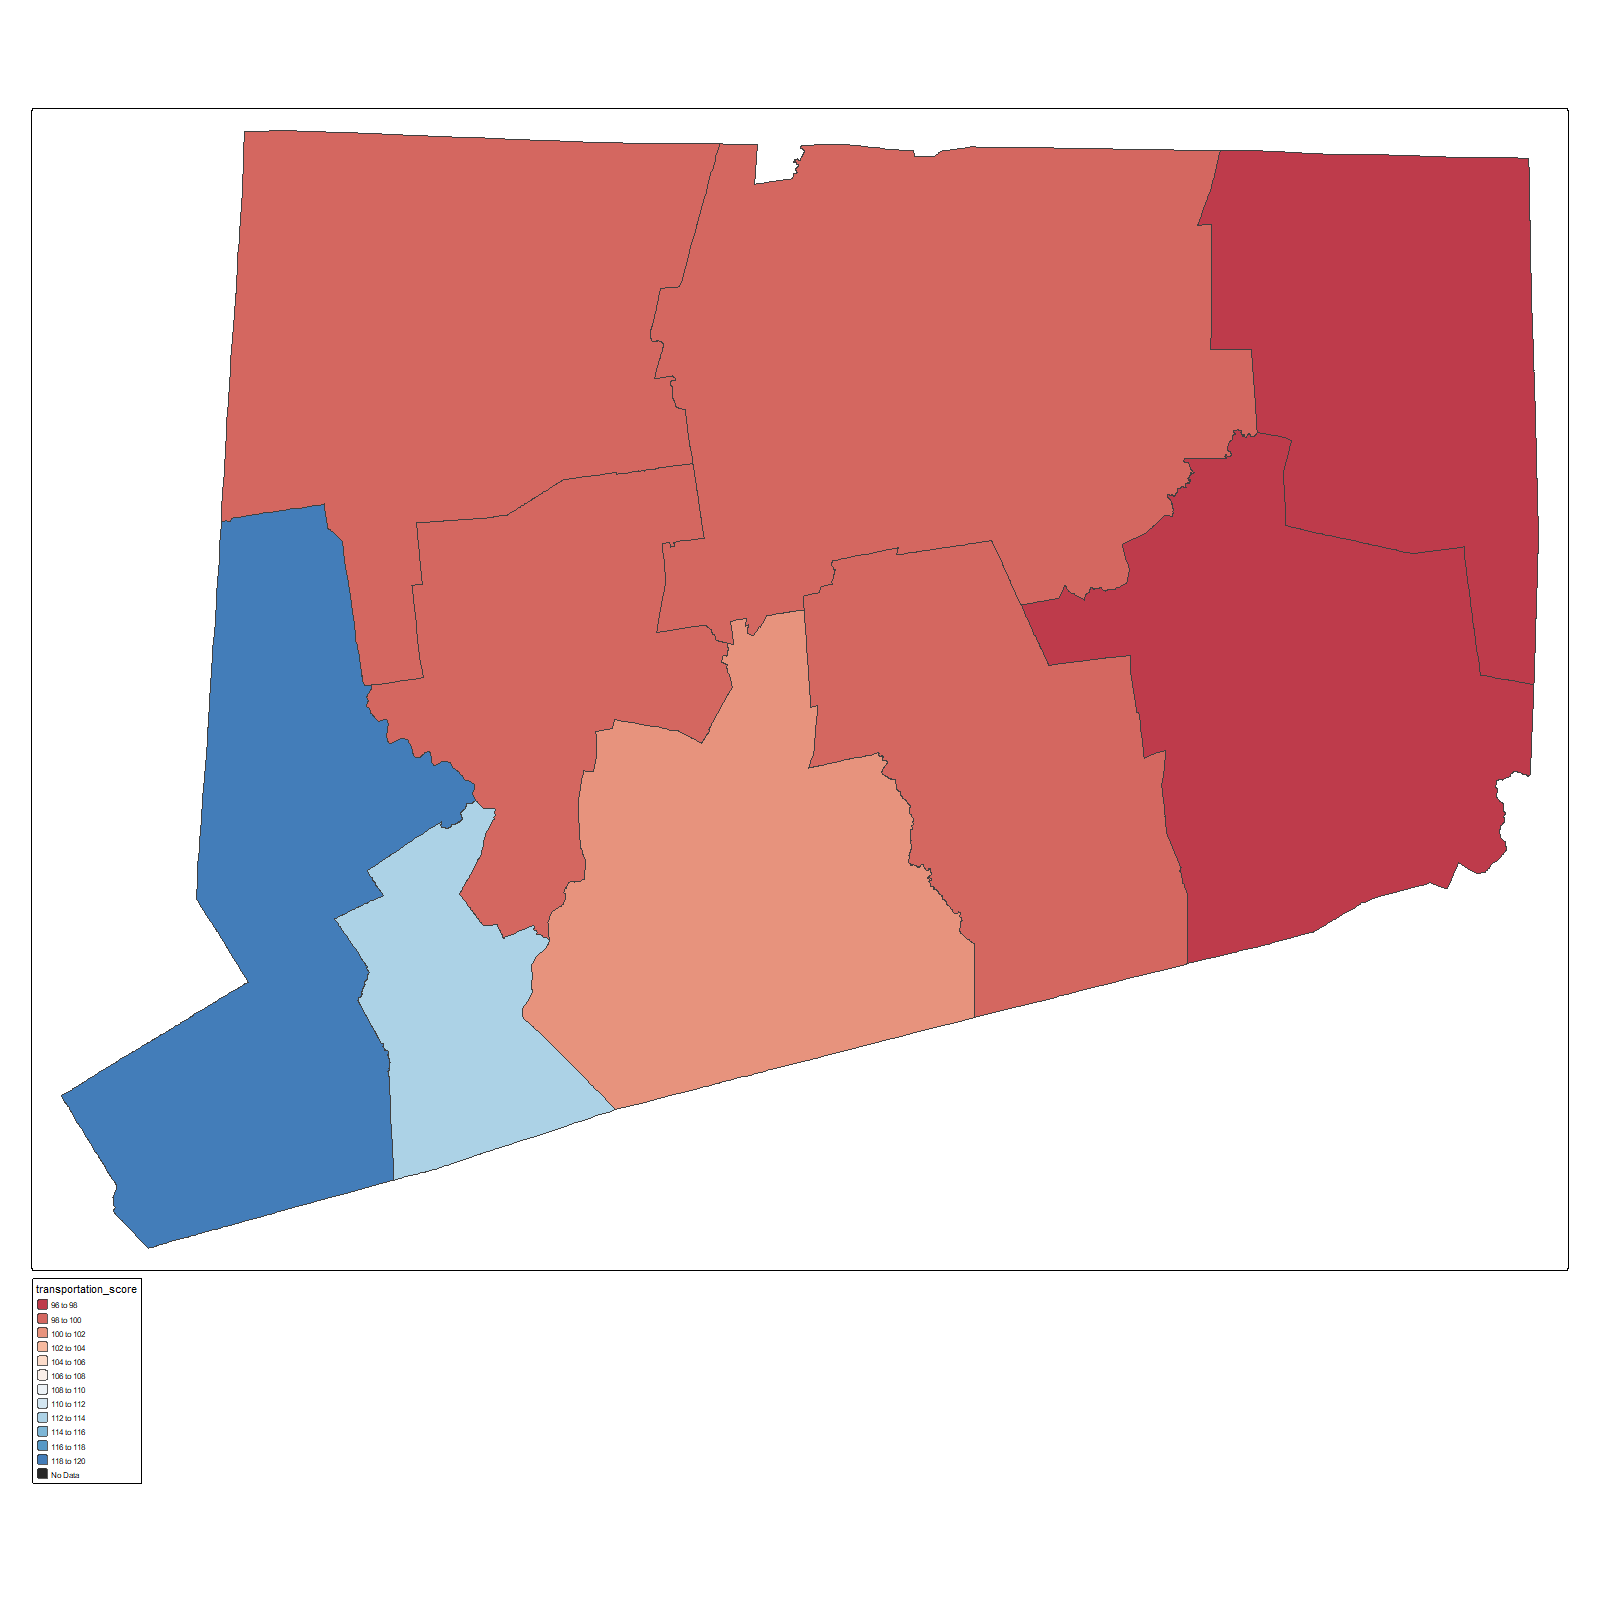 transportation_score
96 to 98
98 to 100
100 to 102
102 to 104
104 to 106
106 to 108
108 to 110
110 to 112
112 to 114
114 to 116
116 to 118
118 to 120
No Data